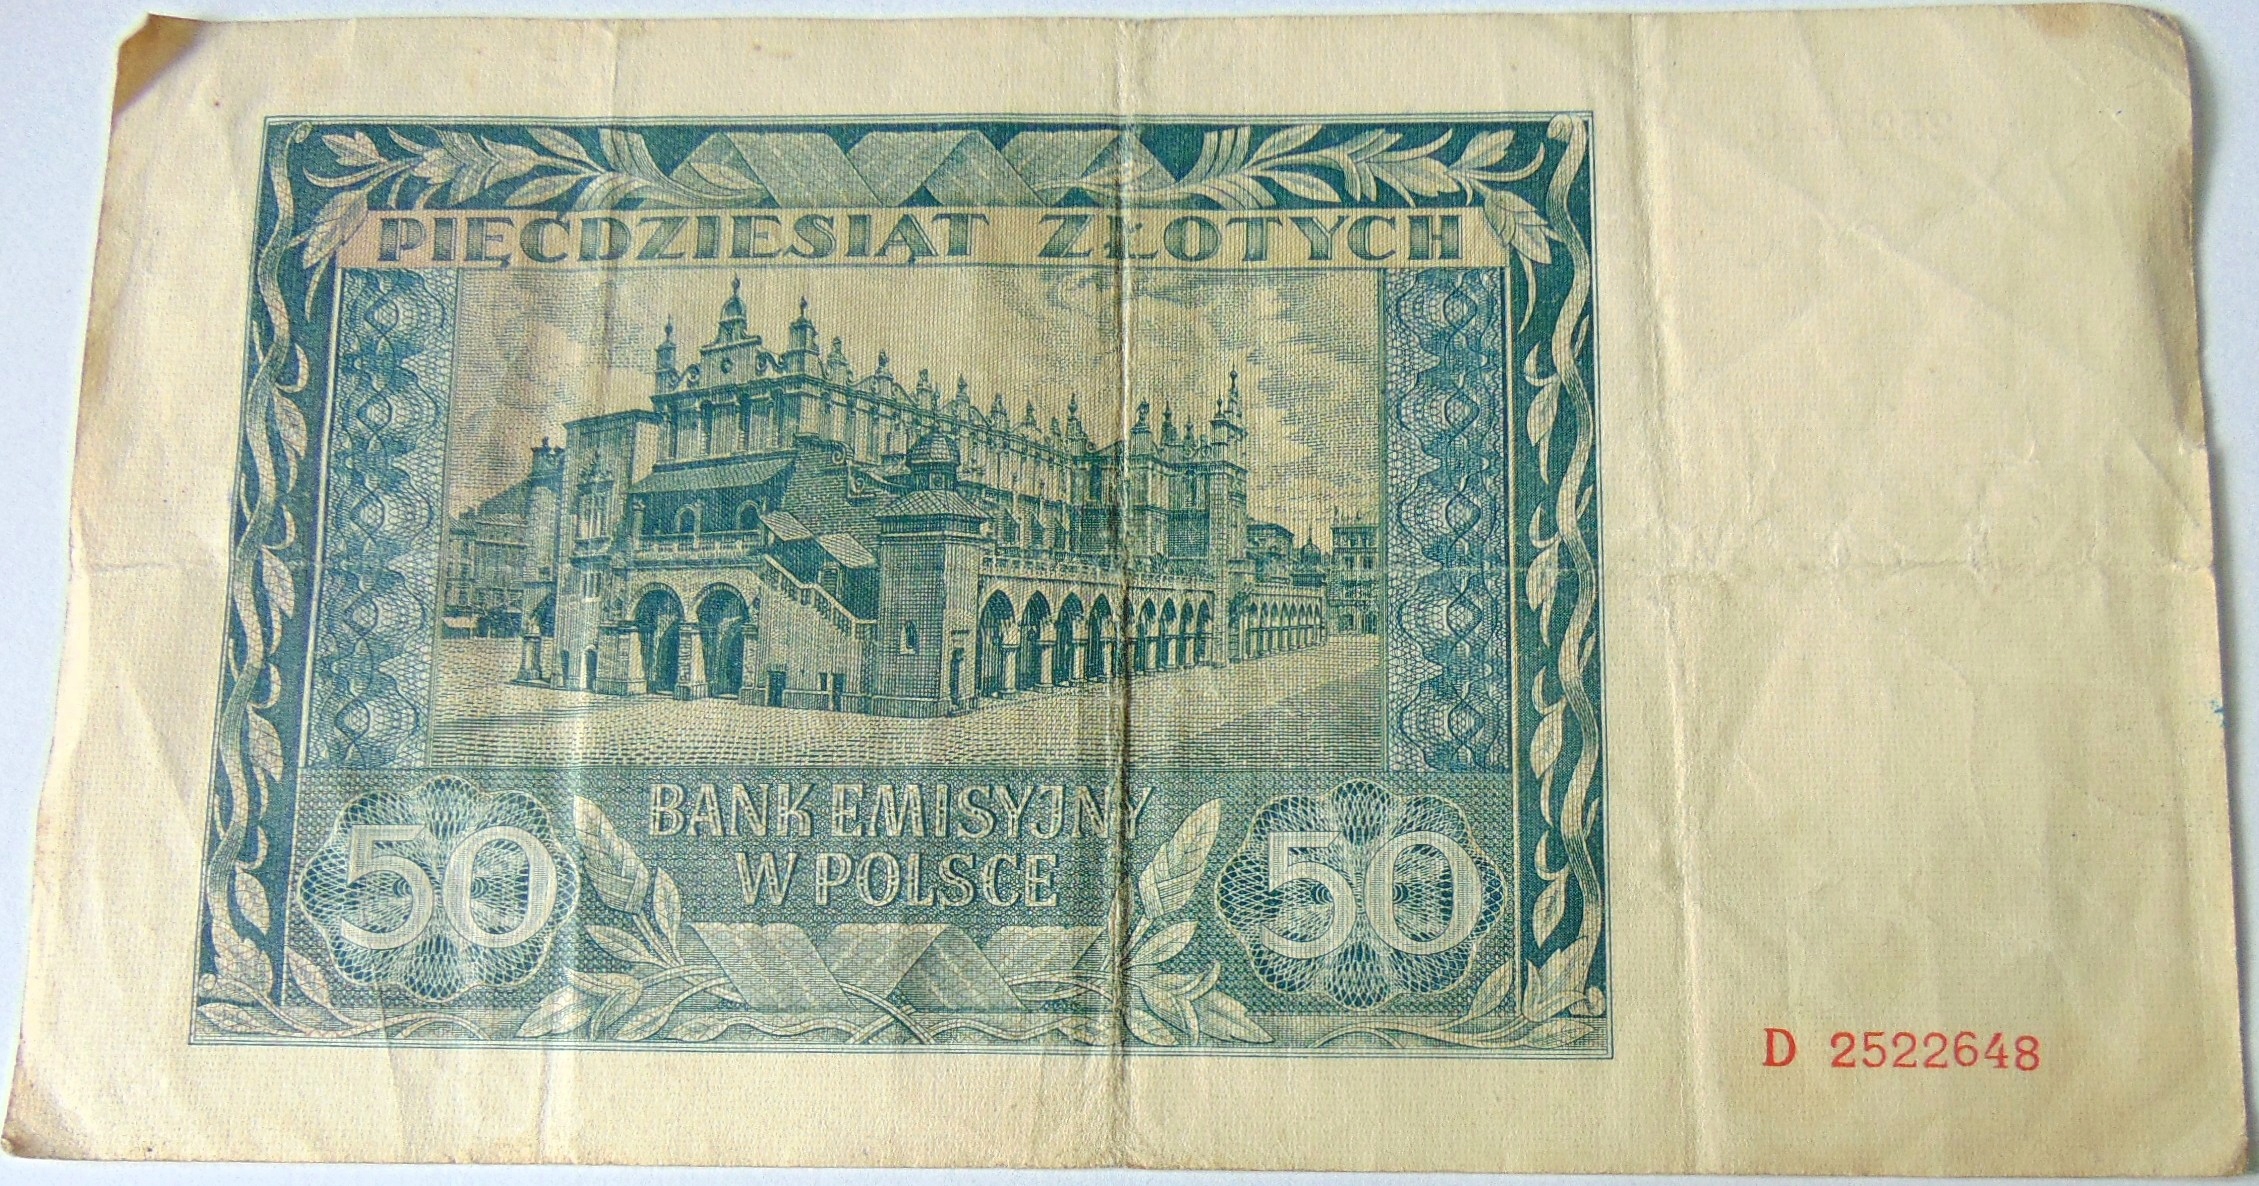 PIĘCDZIESIĄT ZŁOTYCH
BANK EMISYJNY
W POLSCE
50
50
D 2522648